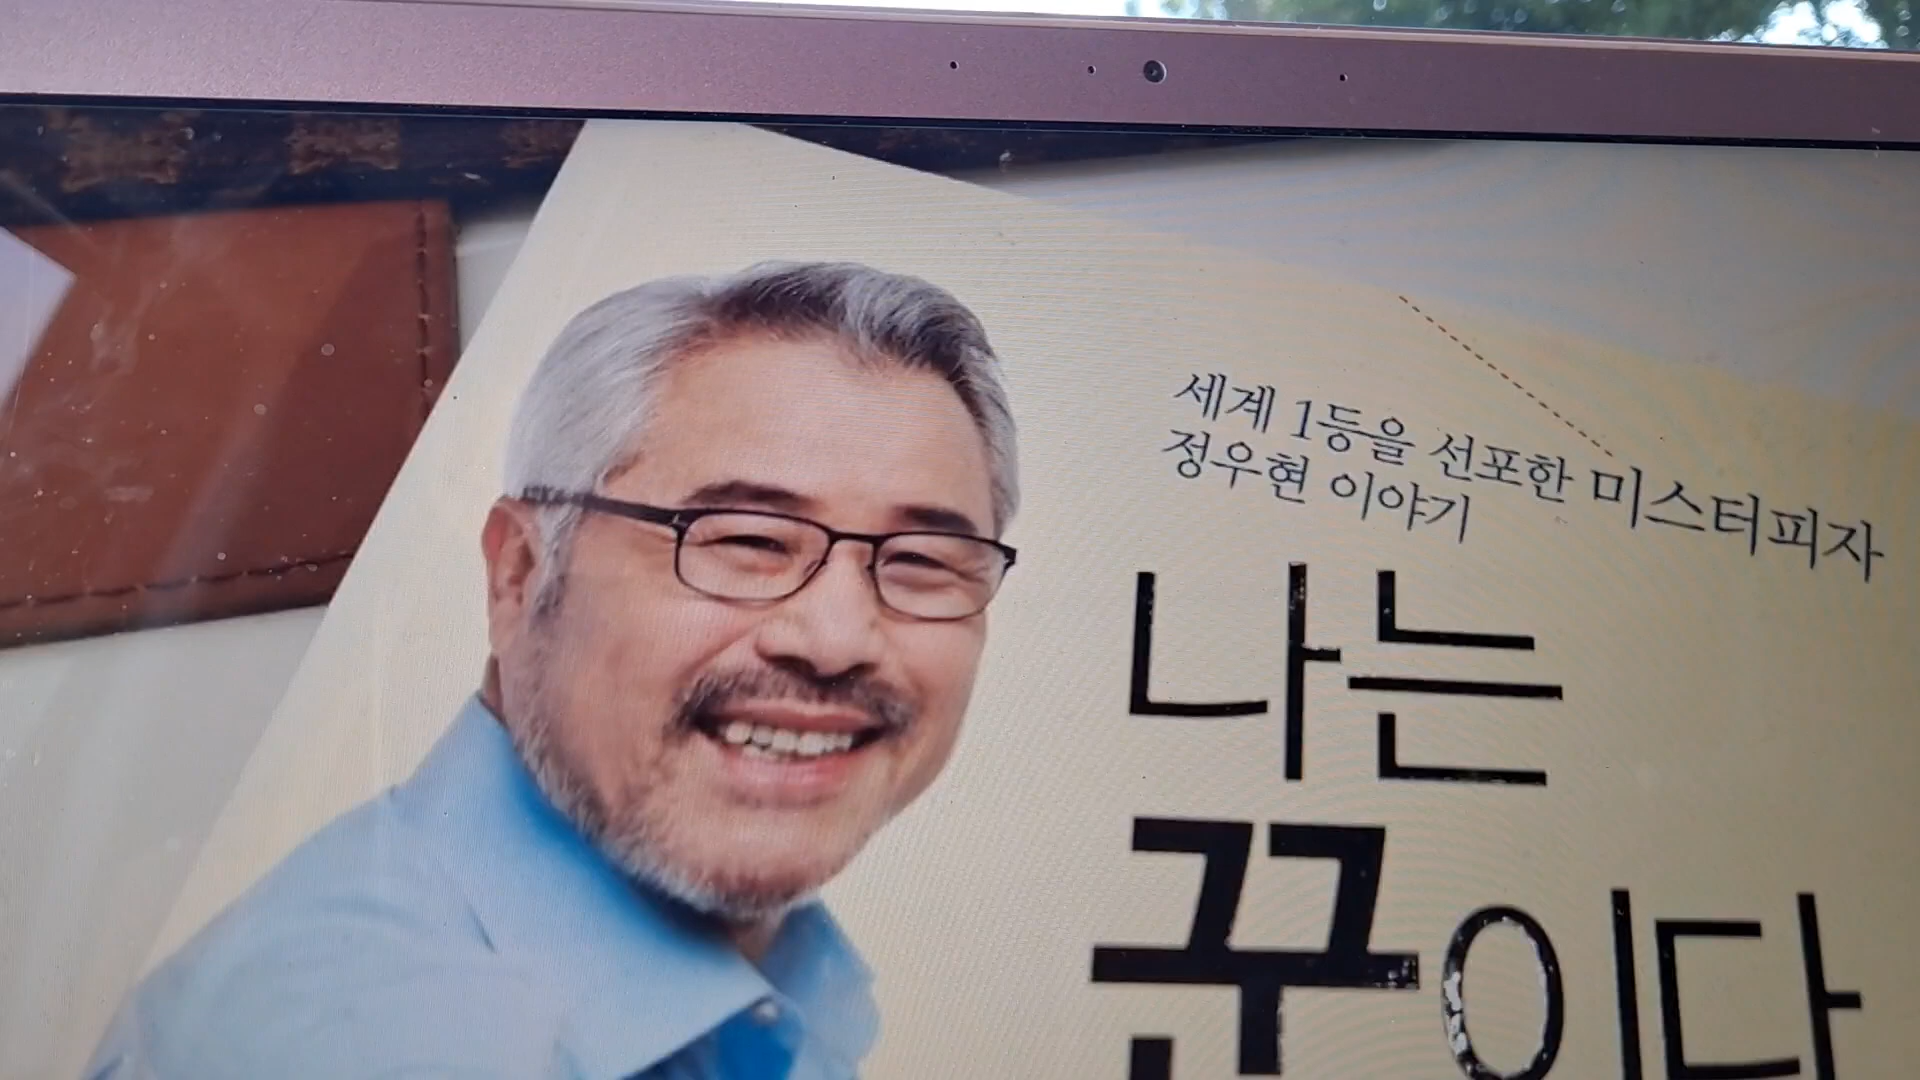 세계 1등을 선포한 미스터피자
정우현 이야기
나는
꾼이다